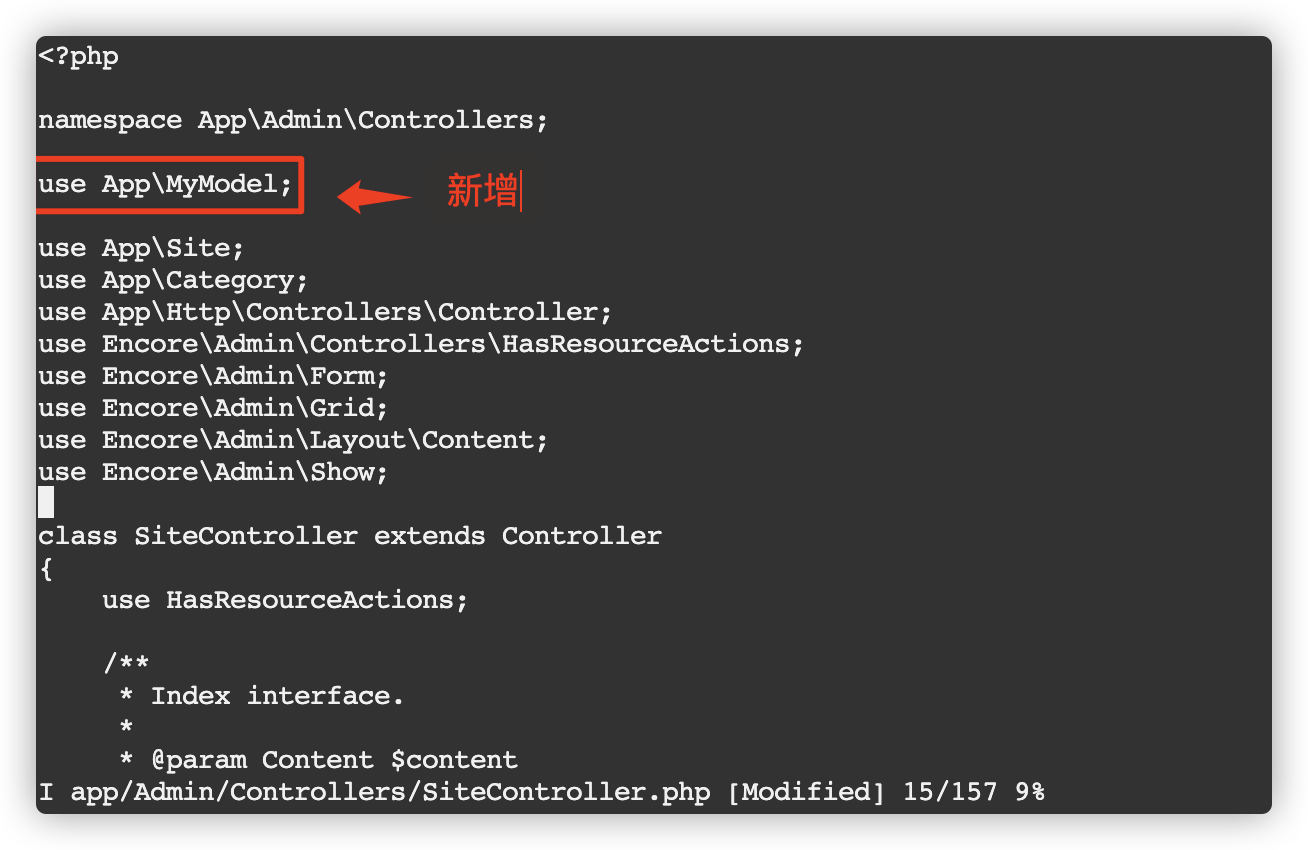 <?php
namespace App\Admin\Controllers;
use App\MyModel;
新增
use App\Site;
use App\Category;
use App\Http\Controllers\Controller;
use Encore\Admin\Controllers\HasResourceActions;
use Encore\Admin\Form;
use Encore\Admin\Grid;
use Encore\Admin\Layout\Content;
use Encore\Admin\Show;
class SiteController extends Controller
{
    use HasResourceActions;
    /**
     * Index interface.
     *
     * @param Content $content
I app/Admin/Controllers/SiteController.php [Modified] 15/157 9%